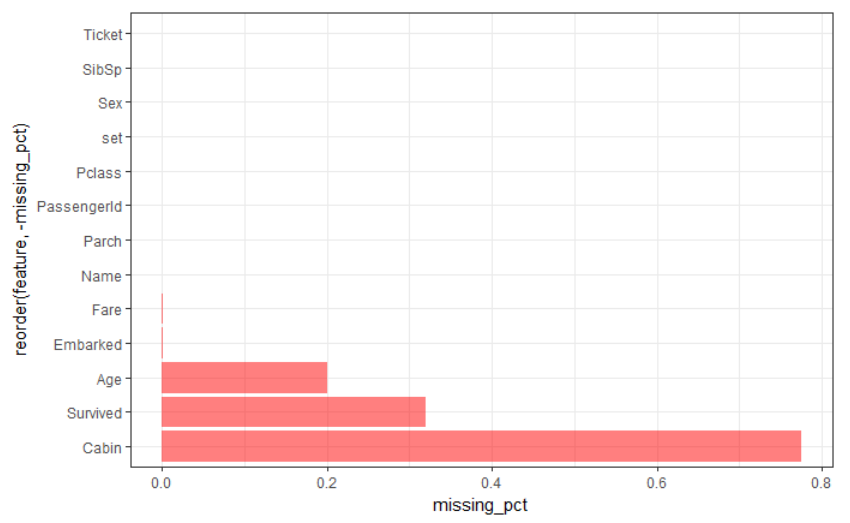 Ticket
SibSp
Sex
set
Pclass
PassengerId
Parch
Name
Fare
Embarked
Age
Survived
Cabin
reorder(feature, -missing_pct)
0.0 0.2 0.4 0.6 0.8
missing_pct